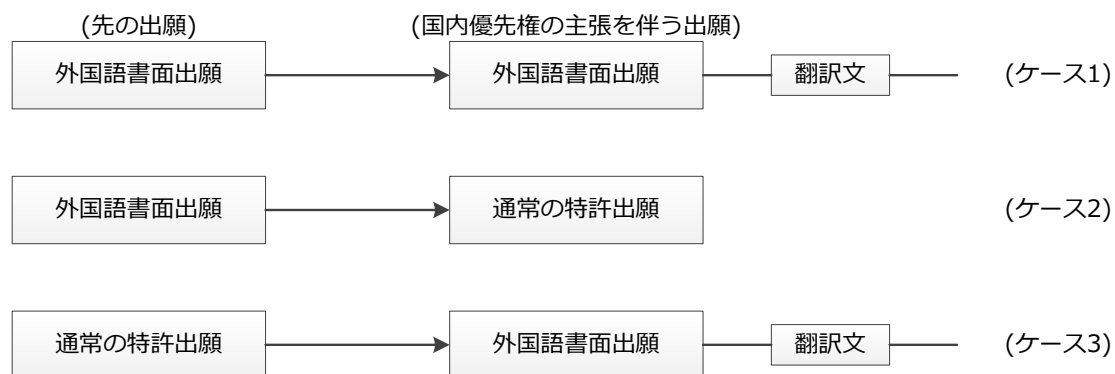 (先の出願) (国内優先権の主張を伴う出願)
外国語書面出願 外国語書面出願 翻訳文 (ケース1)
外国語書面出願 通常の特許出願 (ケース2)
通常の特許出願 外国語書面出願 翻訳文 (ケース3)